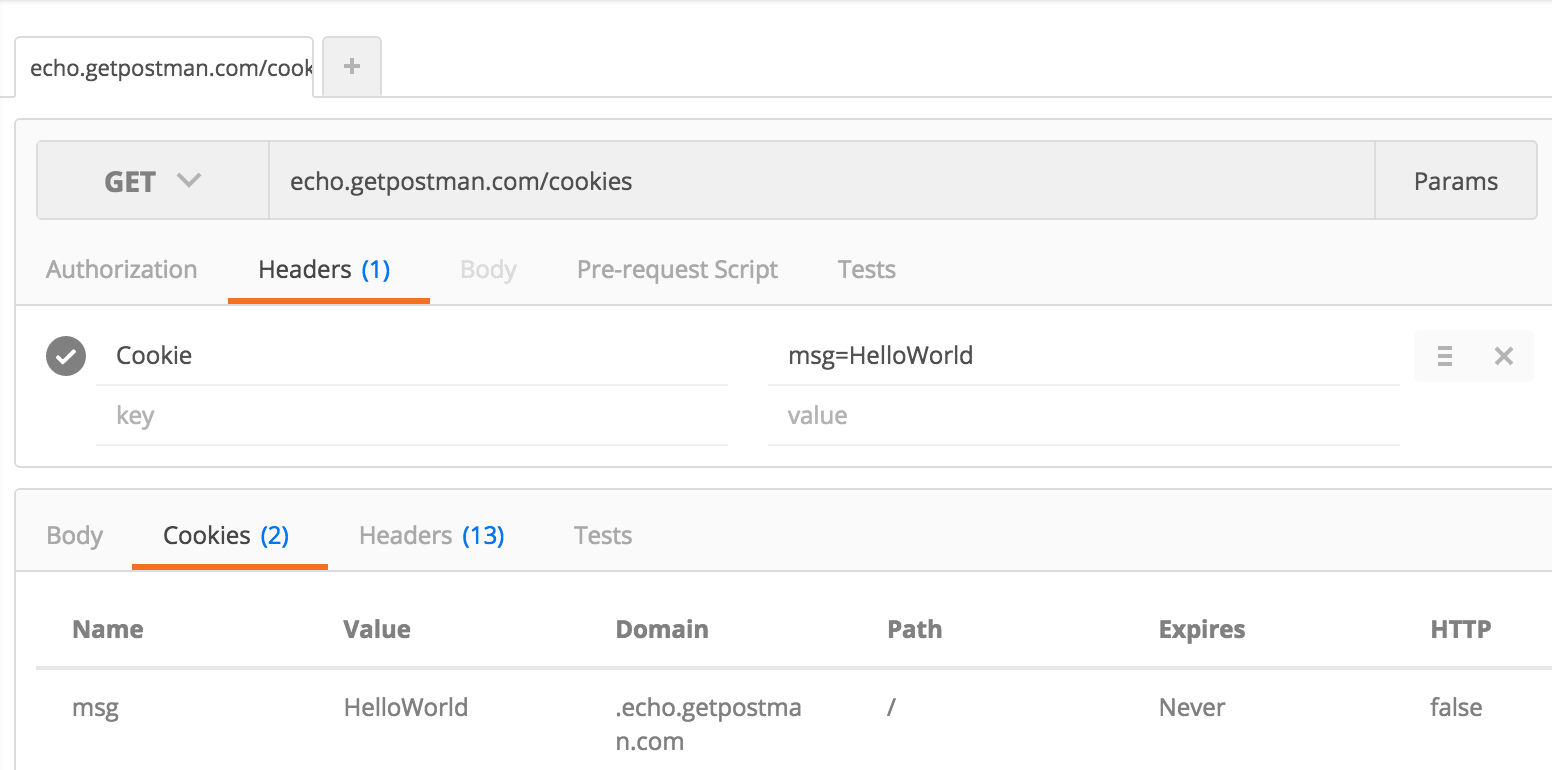 echo.getpostman.com/cook
+
GET echo.getpostman.com/cookies Params
Authorization Headers (1) Body Pre-request Script Tests
Cookie msg=HelloWorld
key value
Body Cookies (2) Headers (13) Tests
Name Value Domain Path Expires HTTP
msg HelloWorld .echo.getpostma / Never false
n.com